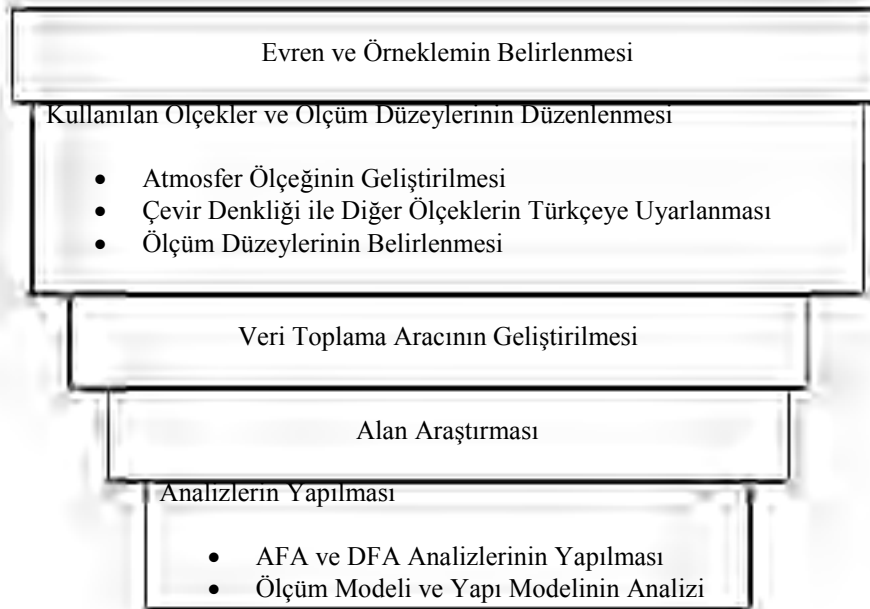 Evren ve Örneklemin Belirlenmesi
Kullanılan Ölçekler ve Ölçüm Düzeylerinin Düzenlenmesi
• Atmosfer Ölçeğinin Geliştirilmesi
• Çevir Denkliği ile Diğer Ölçeklerin Türkçeye Uyarlanması
• Ölçüm Düzeylerinin Belirlenmesi
Veri Toplama Aracının Geliştirilmesi
Alan Araştırması
Analizlerin Yapılması
• AFA ve DFA Analizlerinin Yapılması
• Ölçüm Modeli ve Yapı Modelinin Analizi